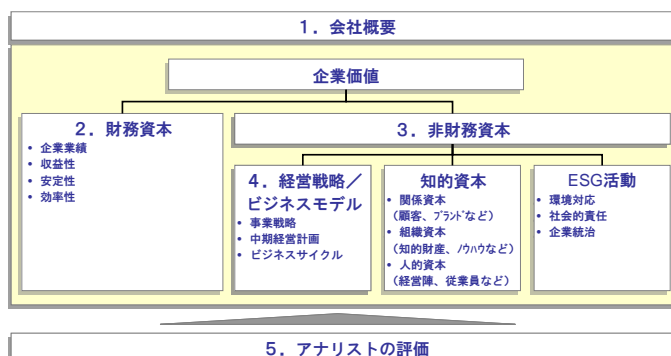 1．会社概要
企業価値
2．財務資本
• 企業業績
• 収益性
• 安定性
• 効率性
3．非財務資本
4．経営戦略／
ビジネスモデル
• 事業戦略
• 中期経営計画
• ビジネスサイクル
知的資本
• 関係資本
（顧客、ﾌﾞﾗﾝﾄﾞなど）
• 組織資本
（知的財産、ﾉｳﾊｳなど）
• 人的資本
（経営陣、従業員など）
ESG活動
• 環境対応
• 社会的責任
• 企業統治
5．アナリストの評価